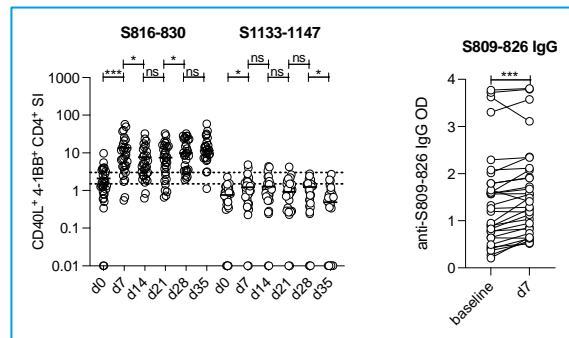 S816-830 S1133-1147
*** * ns * ns * ns ns ns *
CD40L⁺ 4-1BB⁺ CD4⁺ SI
1000
100
10
1
0.1
0.01
d0 d7 d14 d21 d28 d35 d0 d7 d14 d21 d28 d35
S809-826 IgG
***
anti-S809-826 IgG OD
4
3
2
1
0
baseline d7